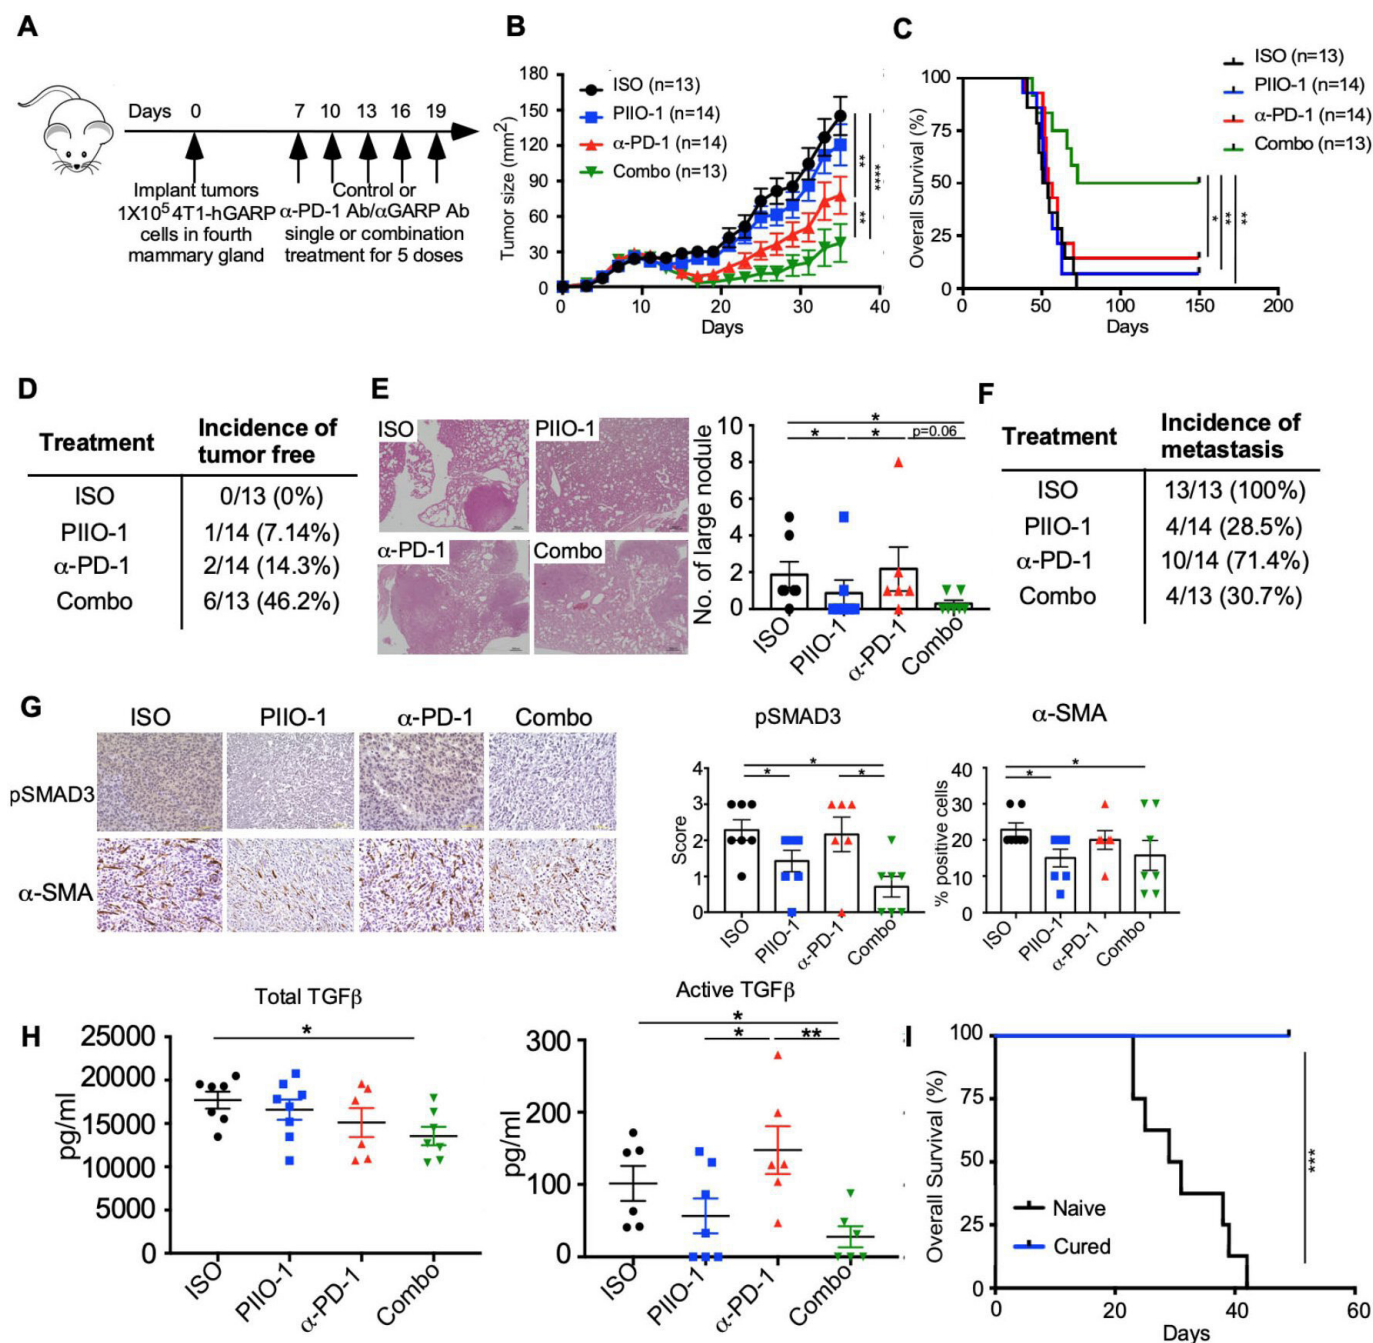 A
Days 0 7 10 13 16 19
Implant tumors
1X10⁵ 4T1-hGARP
cells in fourth
mammary gland
Control or
α-PD-1 Ab/αGARP Ab
single or combination
treatment for 5 doses
B
ISO (n=13)
PIIO-1 (n=14)
α-PD-1 (n=14)
Combo (n=13)
Tumor size (mm²)
180
150
120
90
60
30
0
0 10 20 30 40
Days
**
****
**
C
ISO (n=13)
PIIO-1 (n=14)
α-PD-1 (n=14)
Combo (n=13)
Overall Survival (%)
100
75
50
25
0
0 50 100 150 200
Days
*
**
**
D
Treatment Incidence of
tumor free
ISO 0/13 (0%)
PIIO-1 1/14 (7.14%)
α-PD-1 2/14 (14.3%)
Combo 6/13 (46.2%)
E
ISO PIIO-1
α-PD-1 Combo
No. of large nodule
10
8
6
4
2
0
*
* * p=0.06
ISO PIIO-1 α-PD-1 Combo
F
Treatment Incidence of
metastasis
ISO 13/13 (100%)
PIIO-1 4/14 (28.5%)
α-PD-1 10/14 (71.4%)
Combo 4/13 (30.7%)
G
ISO PIIO-1 α-PD-1 Combo
pSMAD3
α-SMA
pSMAD3
Score
4
3
2
1
0
*
* *
ISO PIIO-1 α-PD-1 Combo
α-SMA
% positive cells
40
30
20
10
0
*
*
ISO PIIO-1 α-PD-1 Combo
H
Total TGFβ
pg/ml
25000
20000
15000
10000
5000
0
*
ISO PIIO-1 α-PD-1 Combo
Active TGFβ
pg/ml
300
200
100
0
*
* **
ISO PIIO-1 α-PD-1 Combo
I
Overall Survival (%)
100
75
50
25
0
Naive
Cured
***
0 20 40 60
Days